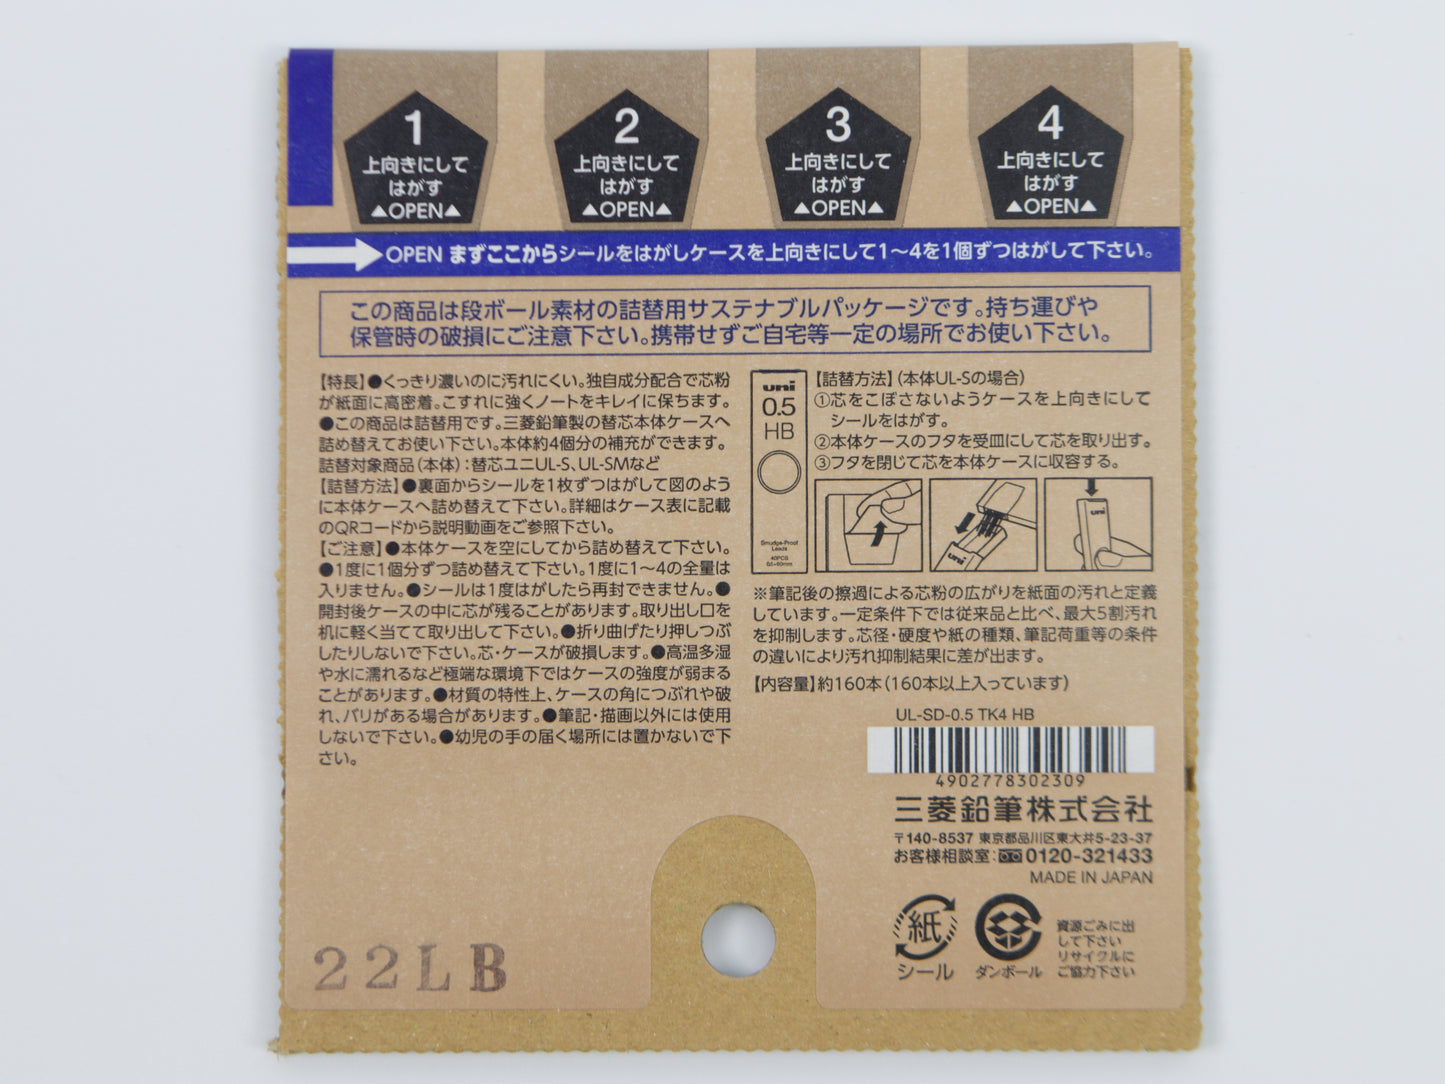 1
上向きにして
はがす
▲OPEN▲
2
上向きにして
はがす
▲OPEN▲
3
上向きにして
はがす
▲OPEN▲
4
上向きにして
はがす
▲OPEN▲
OPEN まずここからシールをはがしケースを上向きにして1〜4を1個ずつはがして下さい。
この商品は段ボール素材の詰替用サステナブルパッケージです。持ち運びや
保管時の破損にご注意下さい。携帯せずご自宅等一定の場所でお使い下さい。
【特長】●くっきり濃いのに汚れにくい。独自成分配合で芯粉
が紙面に高密着。こすれに強くノートをキレイに保ちます。
●この商品は詰替用です。三菱鉛筆製の替芯本体ケースへ
詰め替えてお使い下さい。本体約4個分の補充ができます。
詰替対象商品（本体）：替芯ユニUL-S、UL-SMなど
【詰替方法】●裏面からシールを1枚ずつはがして図のよう
に本体ケースへ詰め替えて下さい。詳細はケース表に記載
のQRコードから説明動画をご参照下さい。
【ご注意】●本体ケースを空にしてから詰め替えて下さい。
●1度に1個分ずつ詰め替えて下さい。1度に1〜4の全量は
入りません。●シールは1度はがしたら再封できません。●
開封後ケースの中に芯が残ることがあります。取り出し口を
机に軽く当てて取り出して下さい。●折り曲げたり押しつぶ
したりしないで下さい。芯・ケースが破損します。●高温多湿
や水に濡れるなど極端な環境下ではケースの強度が弱まる
ことがあります。●材質の特性上、ケースの角につぶれや破
れ、バリがある場合があります。●筆記・描画以外には使用
しないで下さい。●幼児の手の届く場所には置かないで下
さい。
uni
0.5
HB
Smudge-Proof
Leads
40PCS
0.5×60mm
【詰替方法】（本体UL-Sの場合）
①芯をこぼさないようケースを上向きにして
シールをはがす。
②本体ケースのフタを受皿にして芯を取り出す。
③フタを閉じて芯を本体ケースに収容する。
uni
uni
※筆記後の擦過による芯粉の広がりを紙面の汚れと定義
しています。一定条件下では従来品と比べ、最大5割汚れ
を抑制します。芯径・硬度や紙の種類、筆記荷重等の条件
の違いにより汚れ抑制結果に差が出ます。
【内容量】約160本（160本以上入っています）
UL-SD-0.5 TK4 HB
4902778302309
三菱鉛筆株式会社
〒140-8537 東京都品川区東大井5-23-37
お客様相談室：0120-321433
MADE IN JAPAN
紙
シール
ダンボール
資源ごみに出
して下さい
リサイクルに
ご協力下さい
22LB